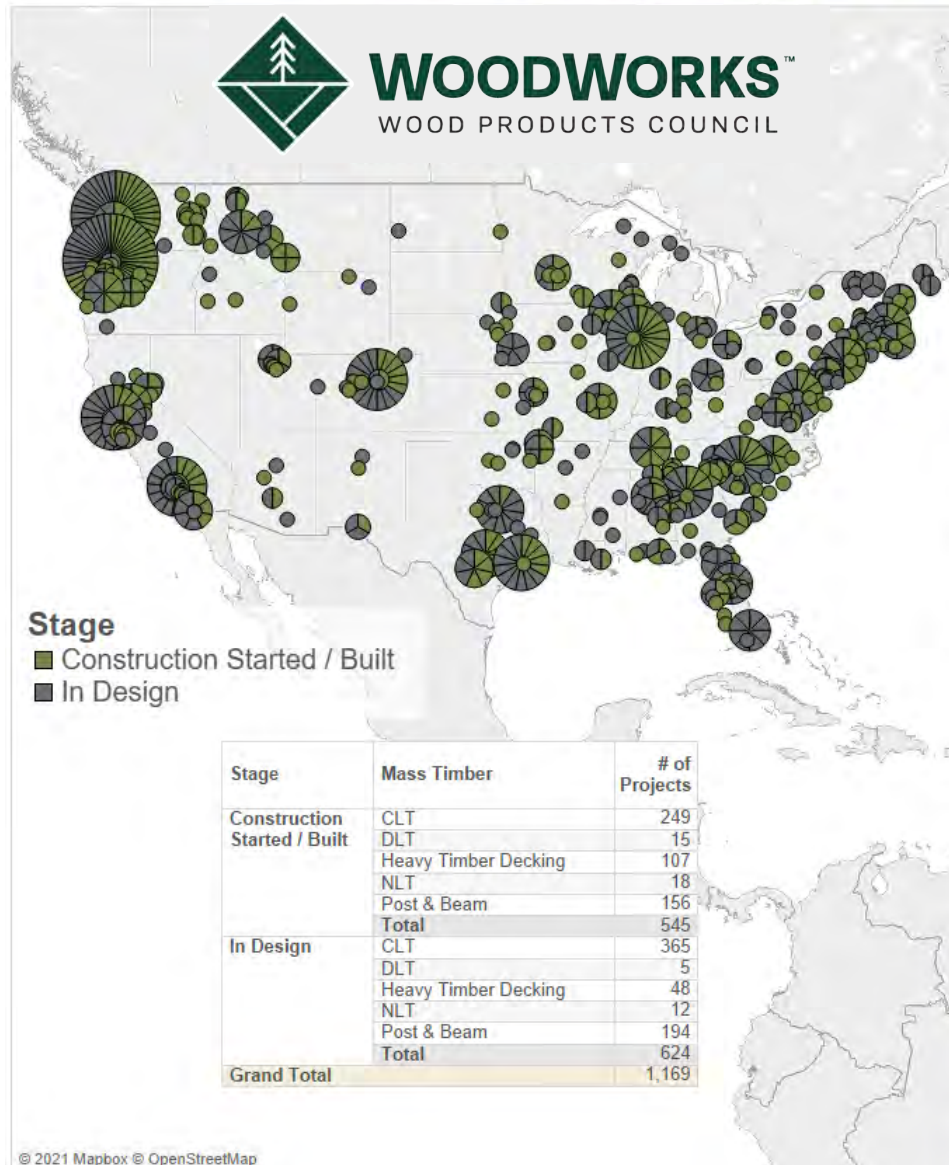 WOODWORKS™
WOOD PRODUCTS COUNCIL
Stage
Construction Started / Built
In Design
Stage Mass Timber # of Projects
Construction Started / Built CLT 249
DLT 15
Heavy Timber Decking 107
NLT 18
Post & Beam 156
Total 545
In Design CLT 365
DLT 5
Heavy Timber Decking 48
NLT 12
Post & Beam 194
Total 624
Grand Total 1,169
© 2021 Mapbox © OpenStreetMap